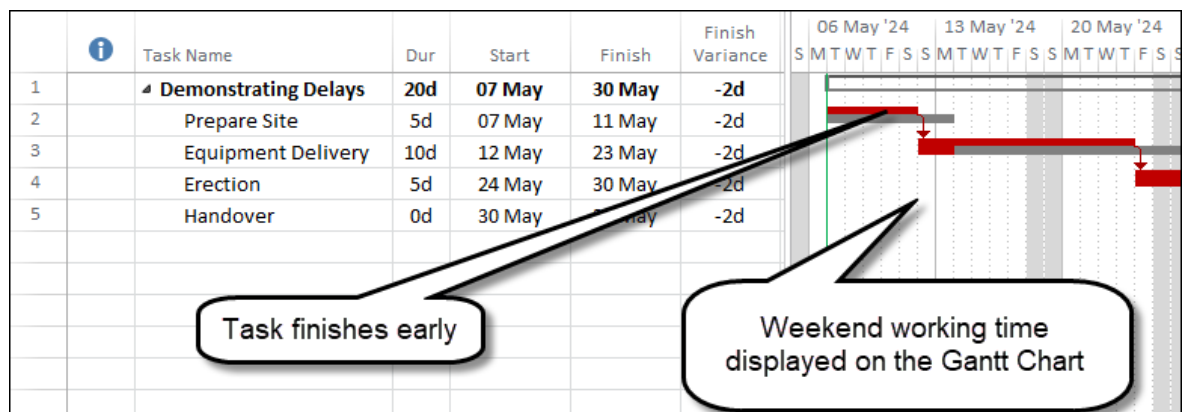 Task Name Dur Start Finish Finish Variance 06 May '24 13 May '24 20 May '24
S M T W T F S S M T W T F S S M T W T F S S
1 Demonstrating Delays 20d 07 May 30 May -2d
2 Prepare Site 5d 07 May 11 May -2d
3 Equipment Delivery 10d 12 May 23 May -2d
4 Erection 5d 24 May 30 May -2d
5 Handover 0d 30 May May -2d
Task finishes early
Weekend working time
displayed on the Gantt Chart